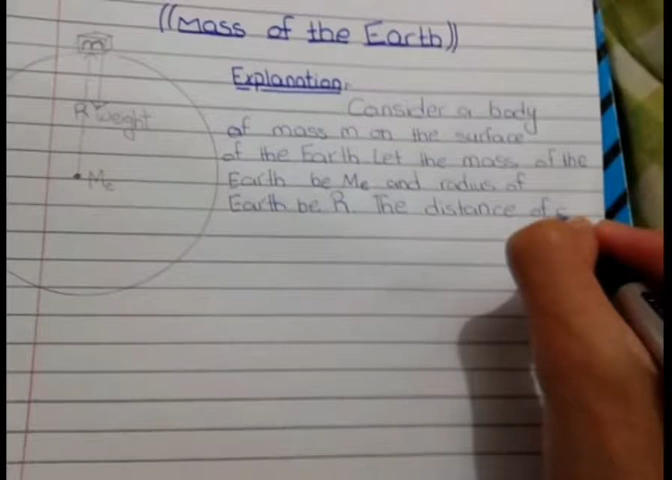 ((Mass of the Earth))
Explanation:
Consider a body
of mass m on the surface
of the Earth Let the mass of the
Earth be Me and radius of
Earth be R. The distance of
m
R weight
Me